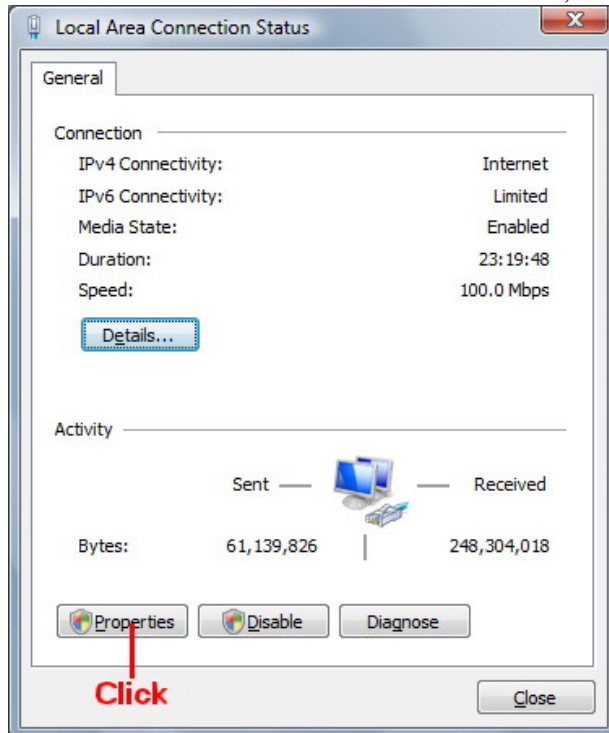 Local Area Connection Status
General
Connection
IPv4 Connectivity: Internet
IPv6 Connectivity: Limited
Media State: Enabled
Duration: 23:19:48
Speed: 100.0 Mbps
Details...
Activity
Sent — — Received
Bytes: 61,139,826 248,304,018
Properties Disable Diagnose
Click
Close